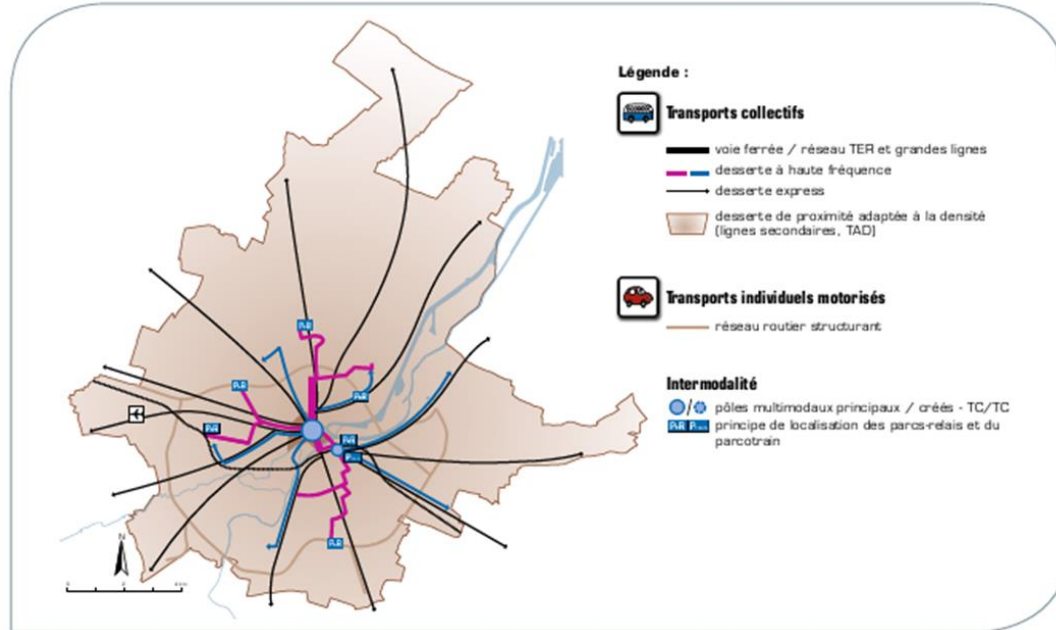 Légende :
Transports collectifs
voie ferrée / réseau TER et grandes lignes
desserte à haute fréquence
desserte express
desserte de proximité adaptée à la densité
(lignes secondaires, TAD)
Transports individuels motorisés
réseau routier structurant
Intermodalité
pôles multimodaux principaux / créés - TC/TC
principe de localisation des parcs-relais et du
parcotrain
P+R
P+R
P+R
P+R
P+R
P+R
P+R
N